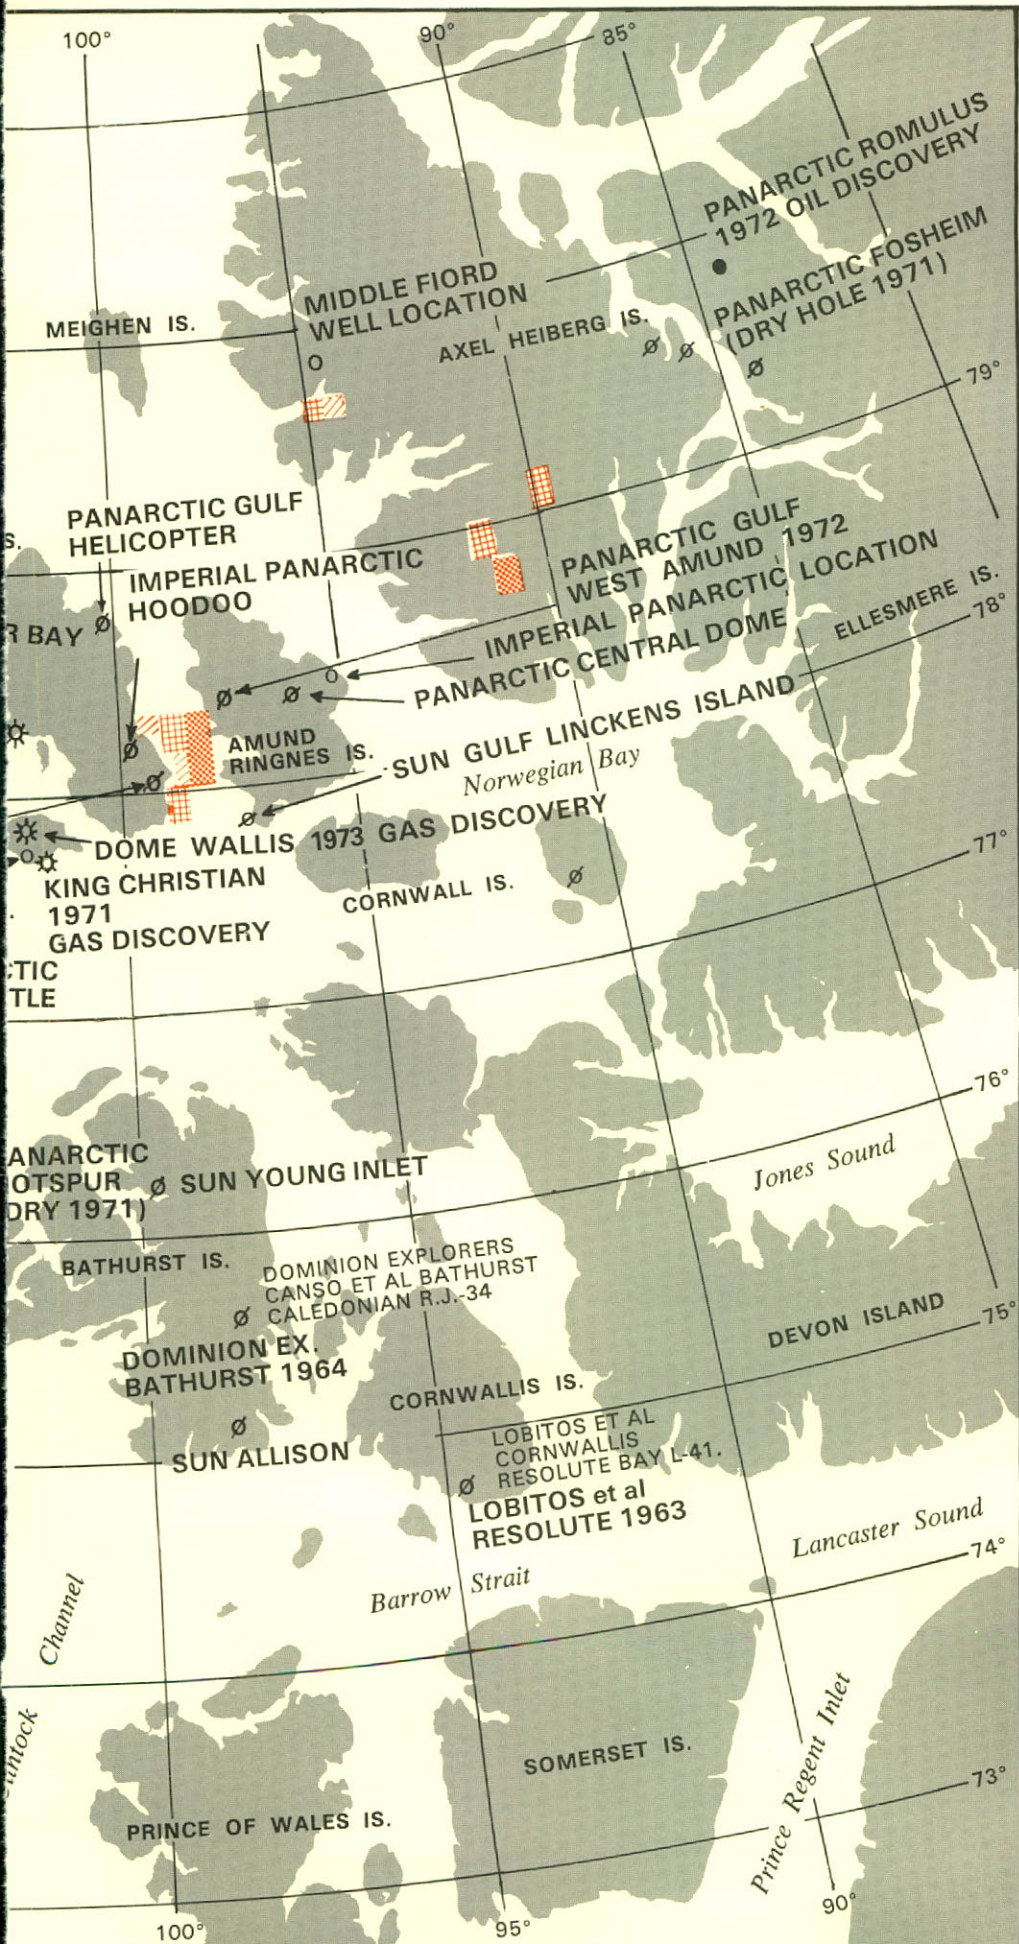 100°
90°
85°
PANARCTIC ROMULUS
1972 OIL DISCOVERY
PANARCTIC FOSHEIM
(DRY HOLE 1971)
MIDDLE FIORD
WELL LOCATION
MEIGHEN IS.
AXEL HEIBERG IS.
79°
PANARCTIC GULF
HELICOPTER
S.
IMPERIAL PANARCTIC
HOODOO
PANARCTIC GULF
WEST AMUND 1972
IMPERIAL PANARCTIC LOCATION
PANARCTIC CENTRAL DOME
R BAY
ELLESMERE IS.
78°
SUN GULF LINCKENS ISLAND
AMUND
RINGNES IS.
Norwegian Bay
DOME WALLIS 1973 GAS DISCOVERY
77°
KING CHRISTIAN
1971
GAS DISCOVERY
CORNWALL IS.
CTIC
TLE
76°
ANARCTIC
OTSPUR
DRY 1971)
SUN YOUNG INLET
Jones Sound
BATHURST IS.
DOMINION EXPLORERS
CANSO ET AL BATHURST
CALEDONIAN R.J.-34
DOMINION EX.
BATHURST 1964
DEVON ISLAND
75°
CORNWALLIS IS.
SUN ALLISON
LOBITOS ET AL
CORNWALLIS
RESOLUTE BAY L-41.
LOBITOS et al
RESOLUTE 1963
Lancaster Sound
74°
Barrow Strait
Channel
lintock
SOMERSET IS.
Prince Regent Inlet
73°
PRINCE OF WALES IS.
100°
95°
90°